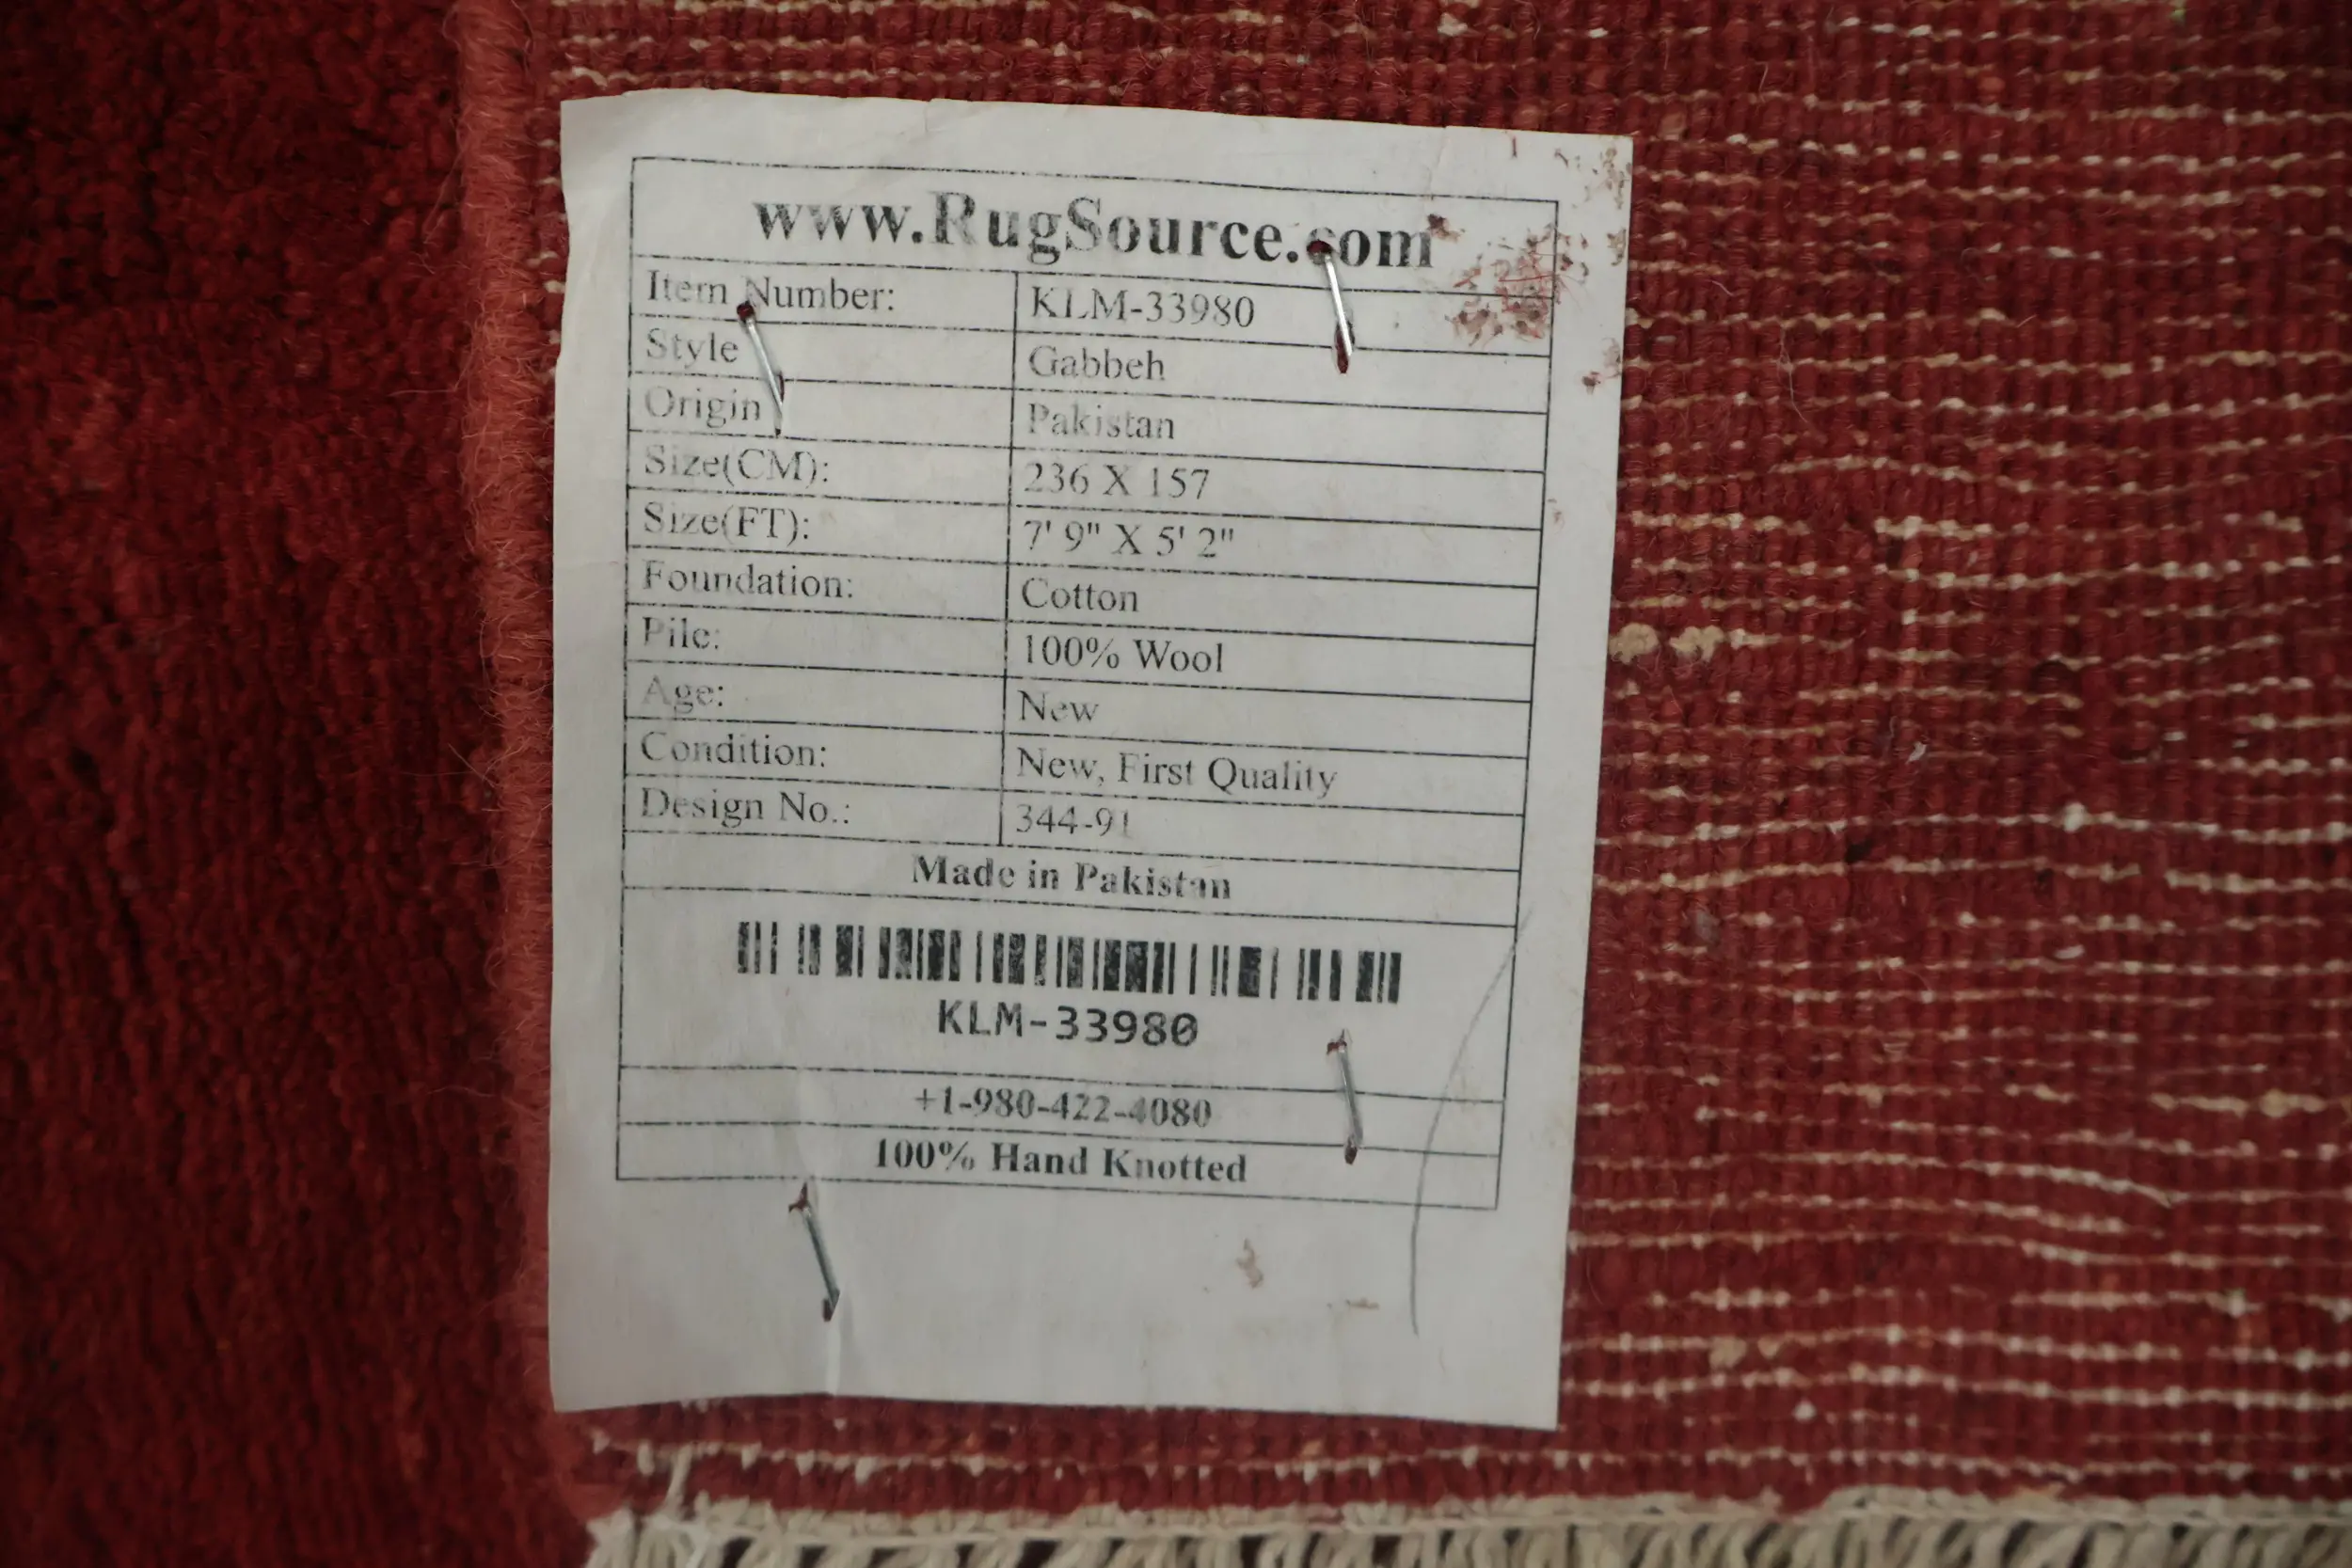 www.RugSource.com
Item Number: KLM-33980
Style Gabbeh
Origin Pakistan
Size(CM): 236 X 157
Size(FT): 7' 9" X 5' 2"
Foundation: Cotton
Pile: 100% Wool
Age: New
Condition: New, First Quality
Design No.: 344-91
Made in Pakistan
KLM-33980
+1-980-422-4080
100% Hand Knotted